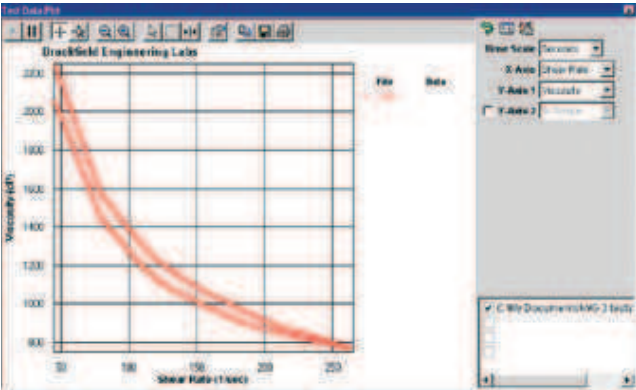 Test Data Plot
Brookfield Engineering Labs
File Date
2200
2000
1800
1600
1400
1200
1000
800
Viscosity (cP)
50 100 150 200 250
Shear Rate (1/sec)
Time Scale Seconds
X-Axis Shear Rate
Y-Axis 1 Viscosity
Y-Axis 2